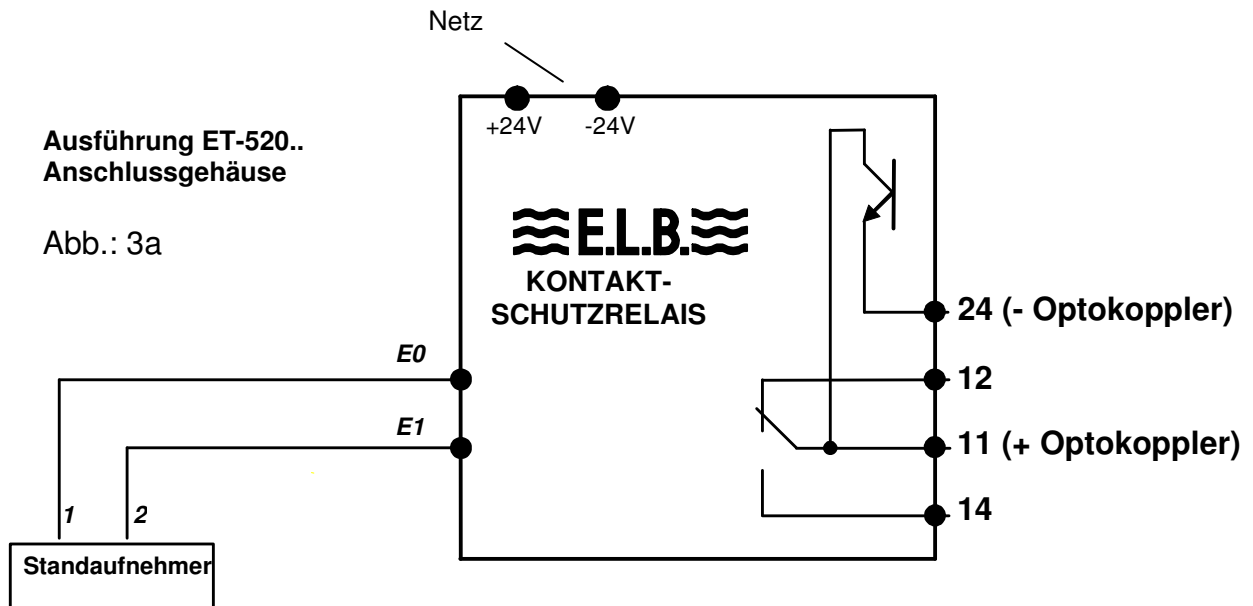 Netz
Ausführung ET-520..
Anschlussgehäuse
Abb.: 3a
+24V
-24V
E.L.B.
KONTAKT-
SCHUTZRELAIS
24 (- Optokoppler)
E0
12
E1
11 (+ Optokoppler)
14
1
2
Standaufnehmer